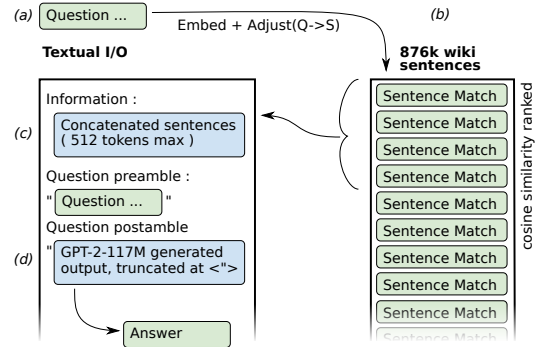 (a) Question ...
Embed + Adjust(Q->S)
(b)
Textual I/O
876k wiki
sentences
Information :
(c)
Concatenated sentences
( 512 tokens max )
Question preamble :
" Question ... "
Question postamble
(d)
" GPT-2-117M generated
output, truncated at <">
Answer
Sentence Match
Sentence Match
Sentence Match
Sentence Match
Sentence Match
Sentence Match
Sentence Match
Sentence Match
Sentence Match
Sentence Match
cosine similarity ranked